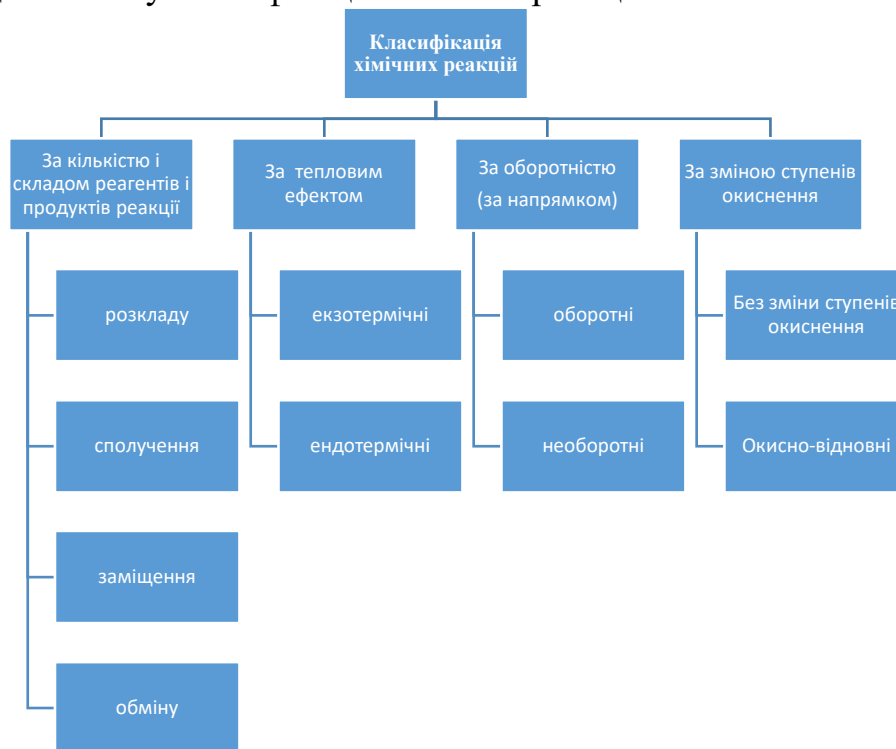 Класифікація
хімічних реакцій
За кількістю і
складом реагентів і
продуктів реакції
За тепловим
ефектом
За оборотністю
(за напрямком)
За зміною ступенів
окиснення
розкладу
екзотермічні
оборотні
Без зміни ступенів
окиснення
сполучення
ендотермічні
необоротні
Окисно-відновні
заміщення
обміну